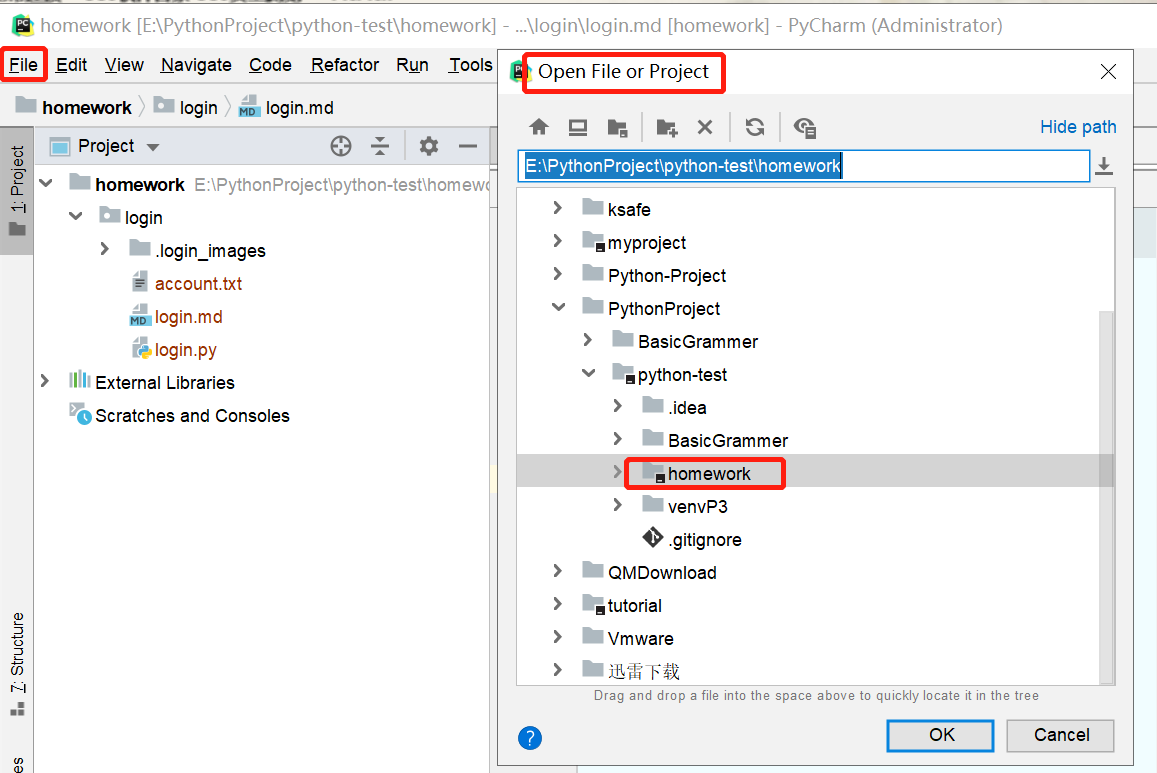 homework [E:\PythonProject\python-test\homework] - ...\login\login.md [homework] - PyCharm (Administrator)
File Edit View Navigate Code Refactor Run Tools
homework login login.md
1: Project
Project
homework E:\PythonProject\python-test\homewo
login
.login_images
account.txt
login.md
login.py
External Libraries
Scratches and Consoles
7: Structure
Open File or Project
Hide path
E:\PythonProject\python-test\homework
ksafe
myproject
Python-Project
PythonProject
BasicGrammer
python-test
.idea
BasicGrammer
homework
venvP3
.gitignore
QMDownload
tutorial
Vmware
迅雷下载
Drag and drop a file into the space above to quickly locate it in the tree
? OK Cancel